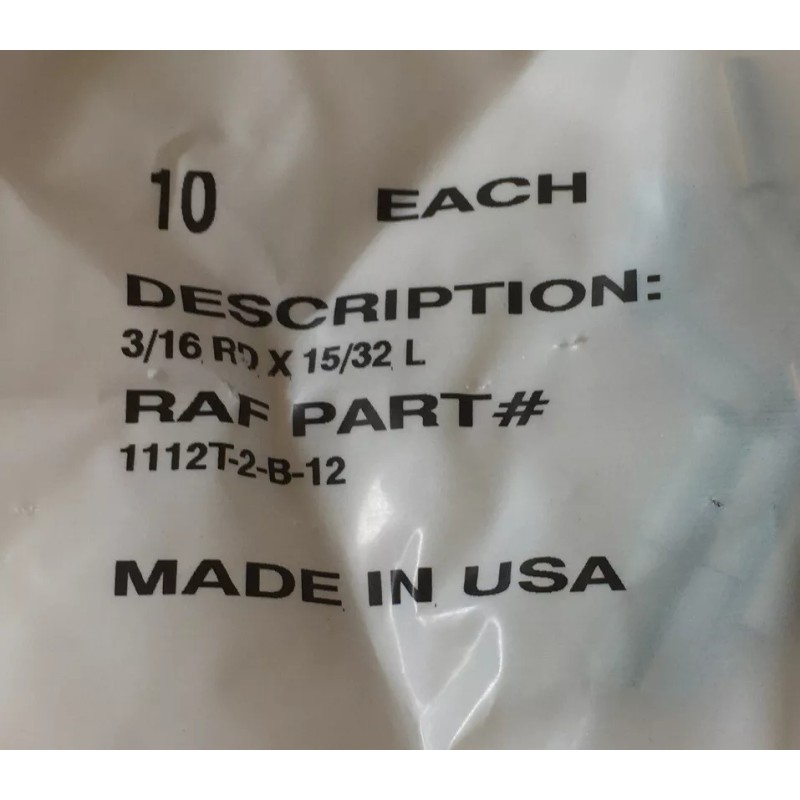 10 EACH
DESCRIPTION:
3/16 RD X 15/32 L
RAF PART#
1112T-2-B-12
MADE IN USA